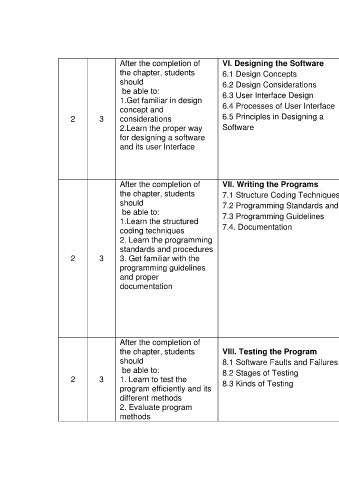 2
3
After the completion of
the chapter, students
should
be able to:
1.Get familiar in design
concept and
considerations
2.Learn the proper way
for designing a software
and its user Interface
VI. Designing the Software
6.1 Design Concepts
6.2 Design Considerations
6.3 User Interface Design
6.4 Processes of User Interface
6.5 Principles in Designing a
Software
2
3
After the completion of
the chapter, students
should
be able to:
1.Learn the structured
coding techniques
2. Learn the programming
standards and procedures
3. Get familiar with the
programming guidelines
and proper
documentation
VII. Writing the Programs
7.1 Structure Coding Techniques
7.2 Programming Standards and
7.3 Programming Guidelines
7.4. Documentation
2
3
After the completion of
the chapter, students
should
be able to:
1. Learn to test the
program efficiently and its
different methods
2. Evaluate program
methods
VIII. Testing the Program
8.1 Software Faults and Failures
8.2 Stages of Testing
8.3 Kinds of Testing